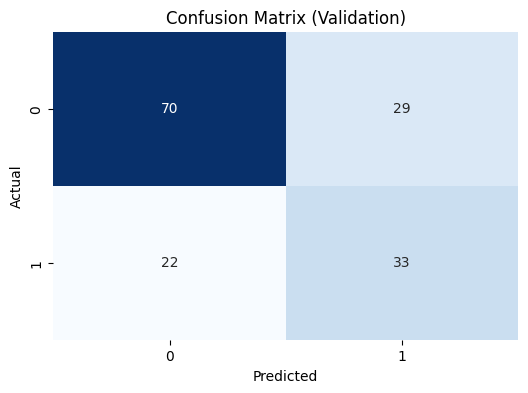 Confusion Matrix (Validation)
Actual
0
70
29
1
22
33
0
1
Predicted